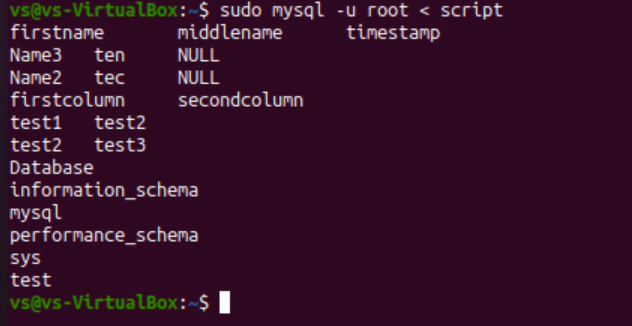 vs@vs-VirtualBox:~$ sudo mysql -u root < script
firstname	middlename	timestamp
Name3	ten	NULL
Name2	tec	NULL
firstcolumn	secondcolumn
test1	test2
test2	test3
Database
information_schema
mysql
performance_schema
sys
test
vs@vs-VirtualBox:~$